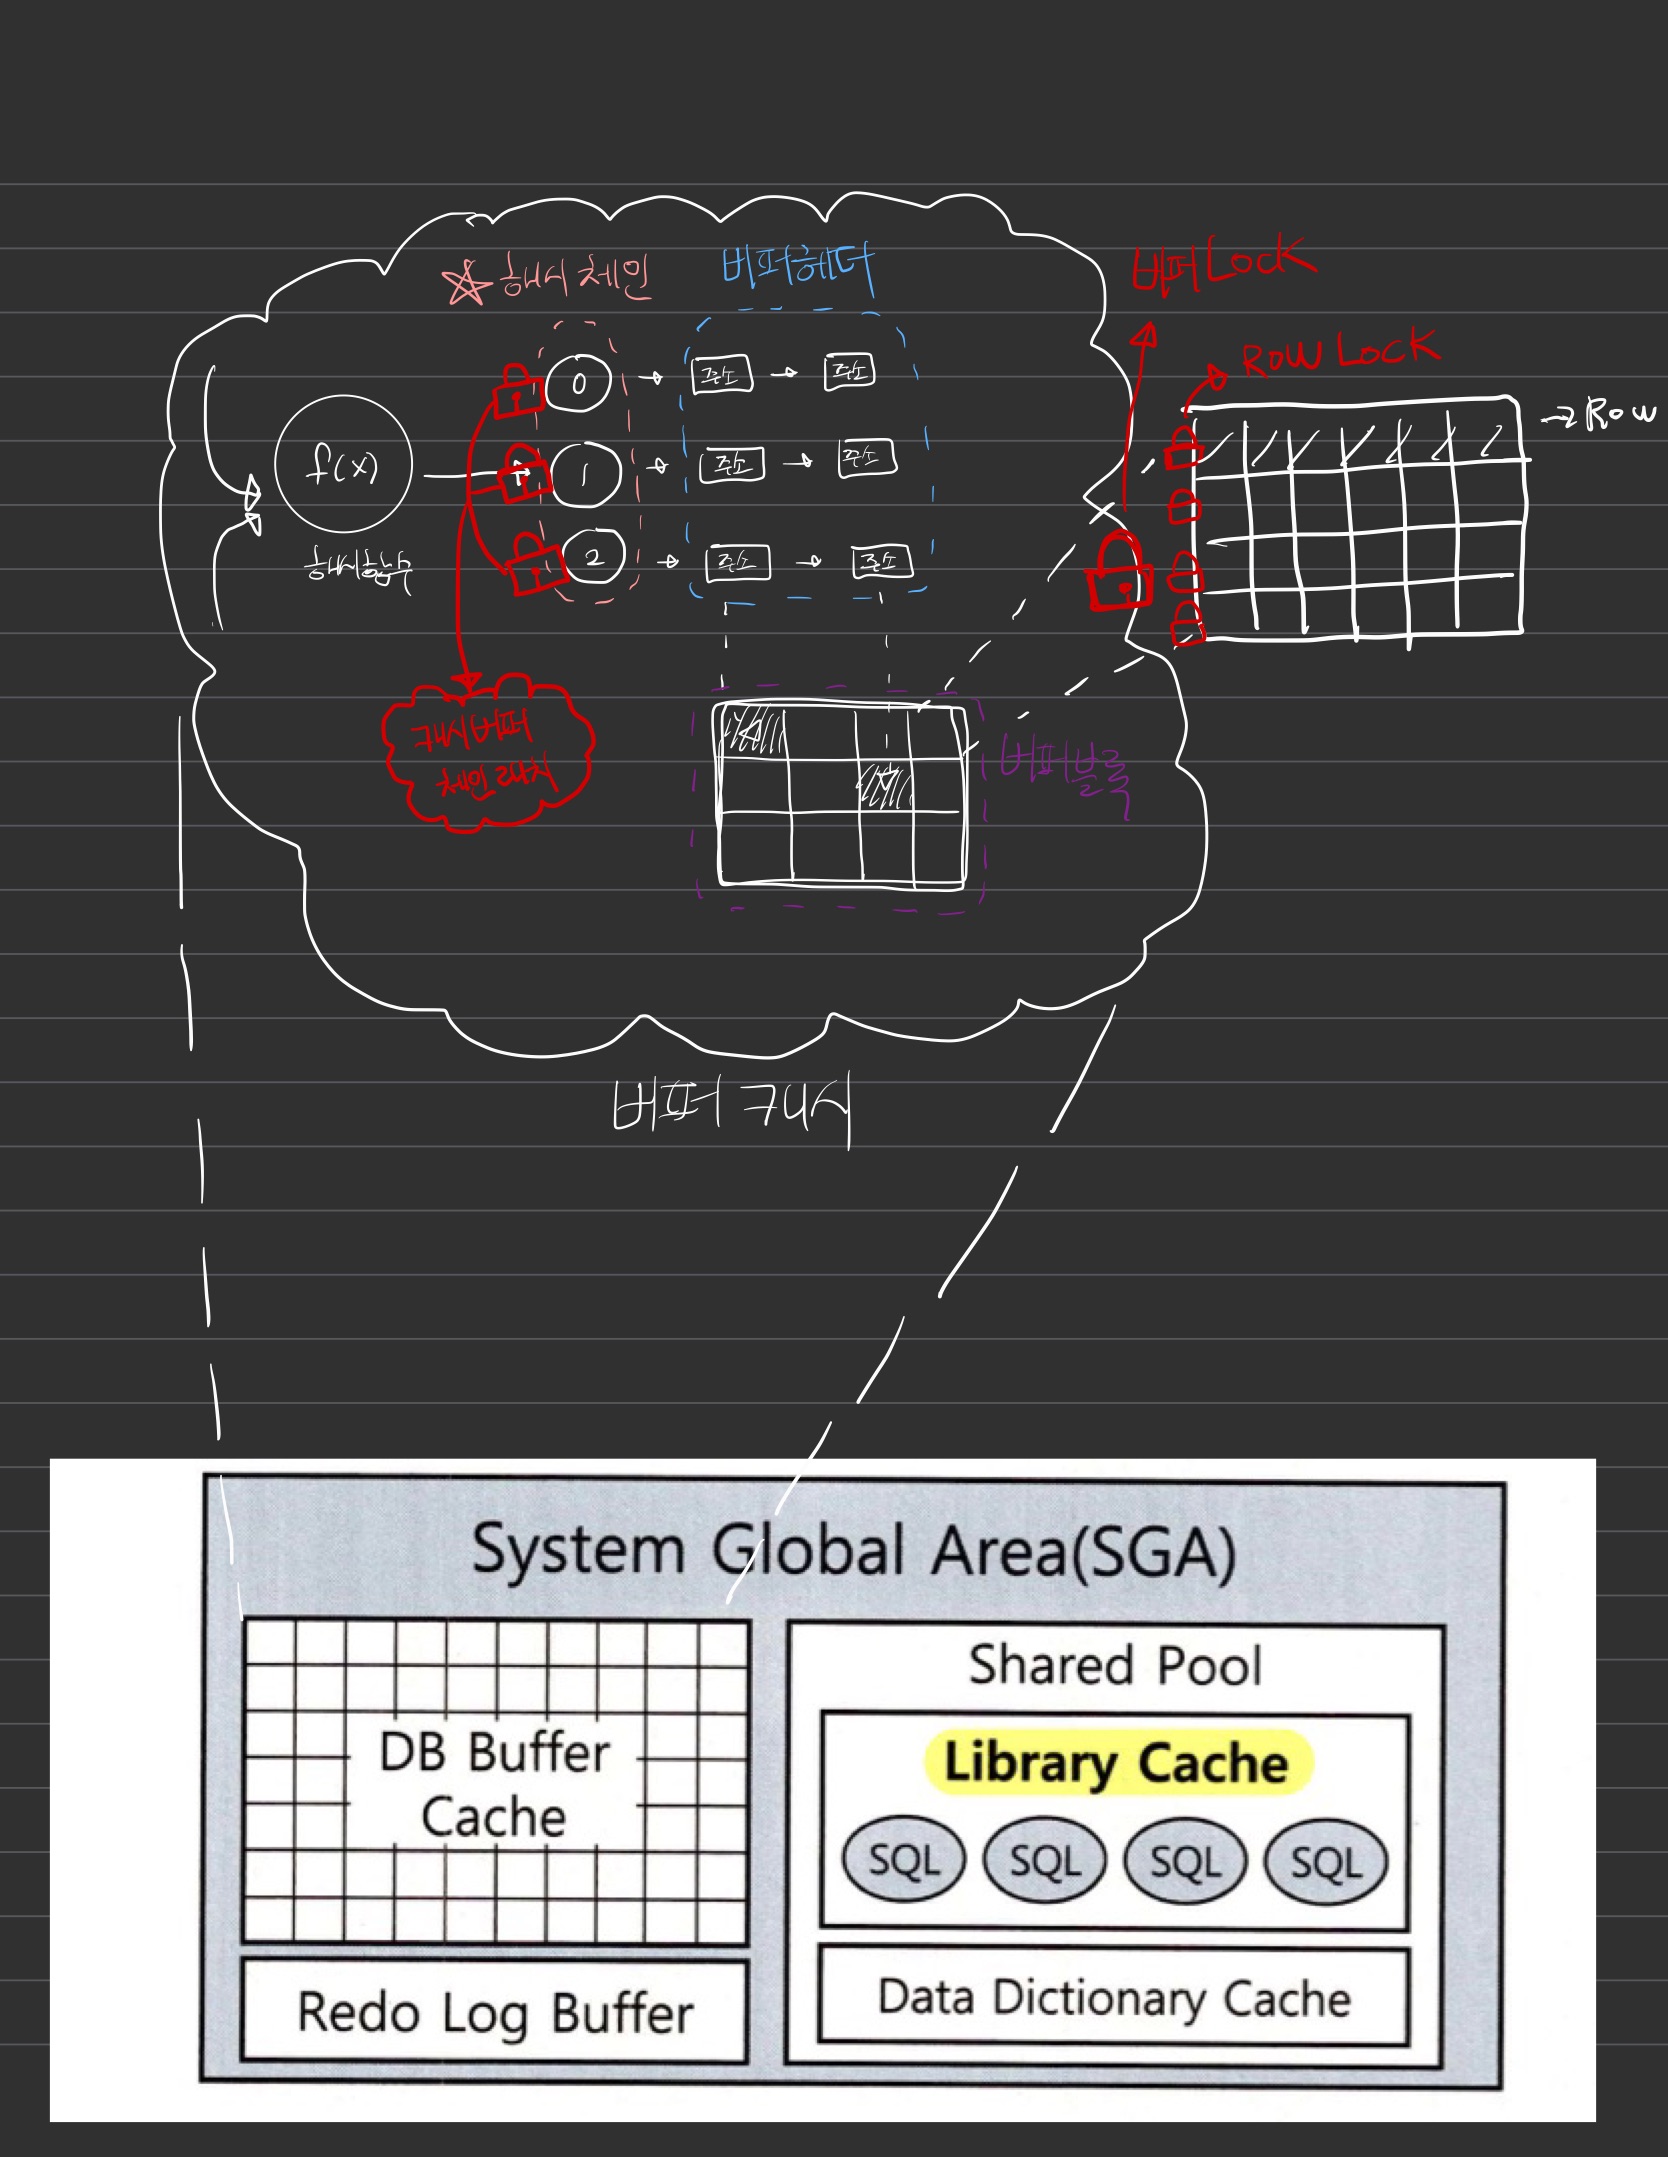 버퍼Lock
☆ 해시 체인
버퍼헤더
ROW LOCK
→ Row
0 → 주소 → 주소
f(x)
1 → 주소 → 주소
2 → 주소 → 주소
해시함수
캐시버퍼
체인 래치
버퍼블록
버퍼 캐시
System Global Area(SGA)
DB Buffer
Cache
Redo Log Buffer
Shared Pool
Library Cache
SQL SQL SQL SQL
Data Dictionary Cache